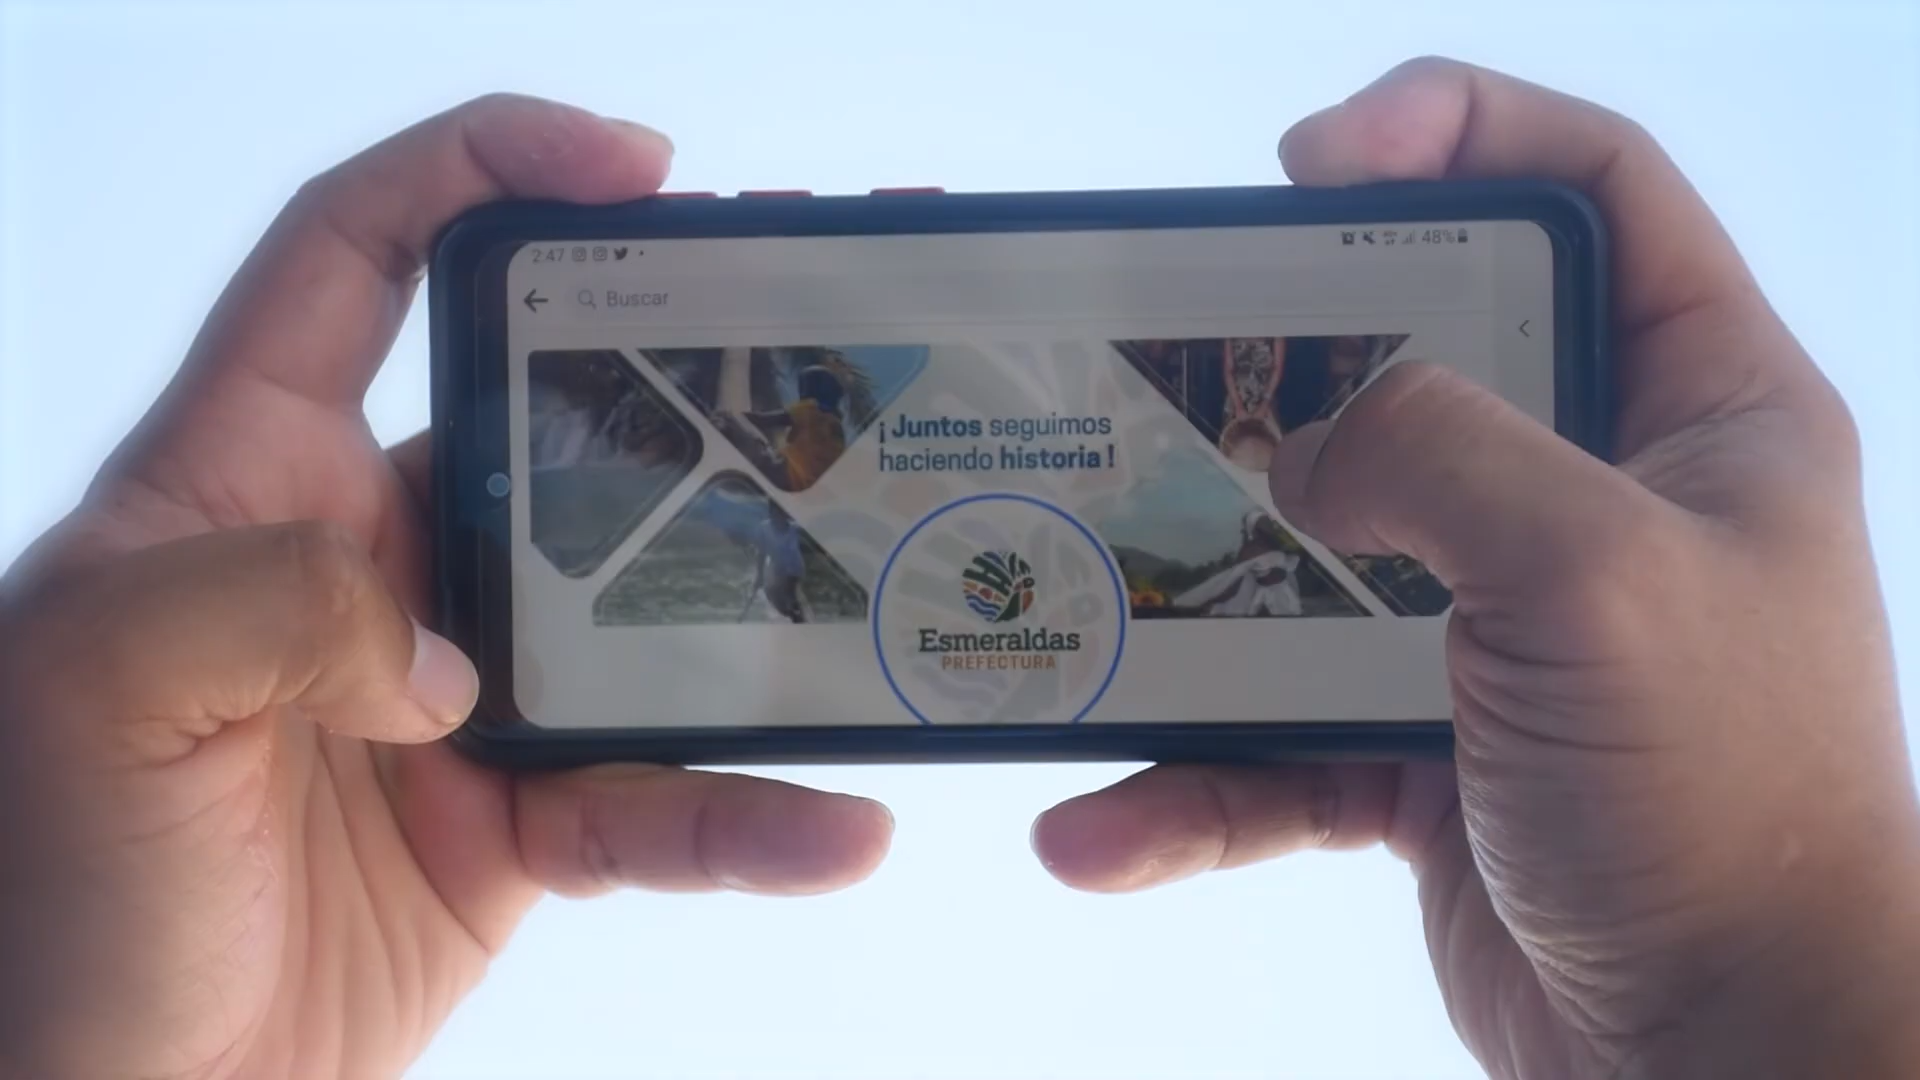 2:47
48%
Buscar
¡Juntos seguimos
haciendo historia!
Esmeraldas
PREFECTURA